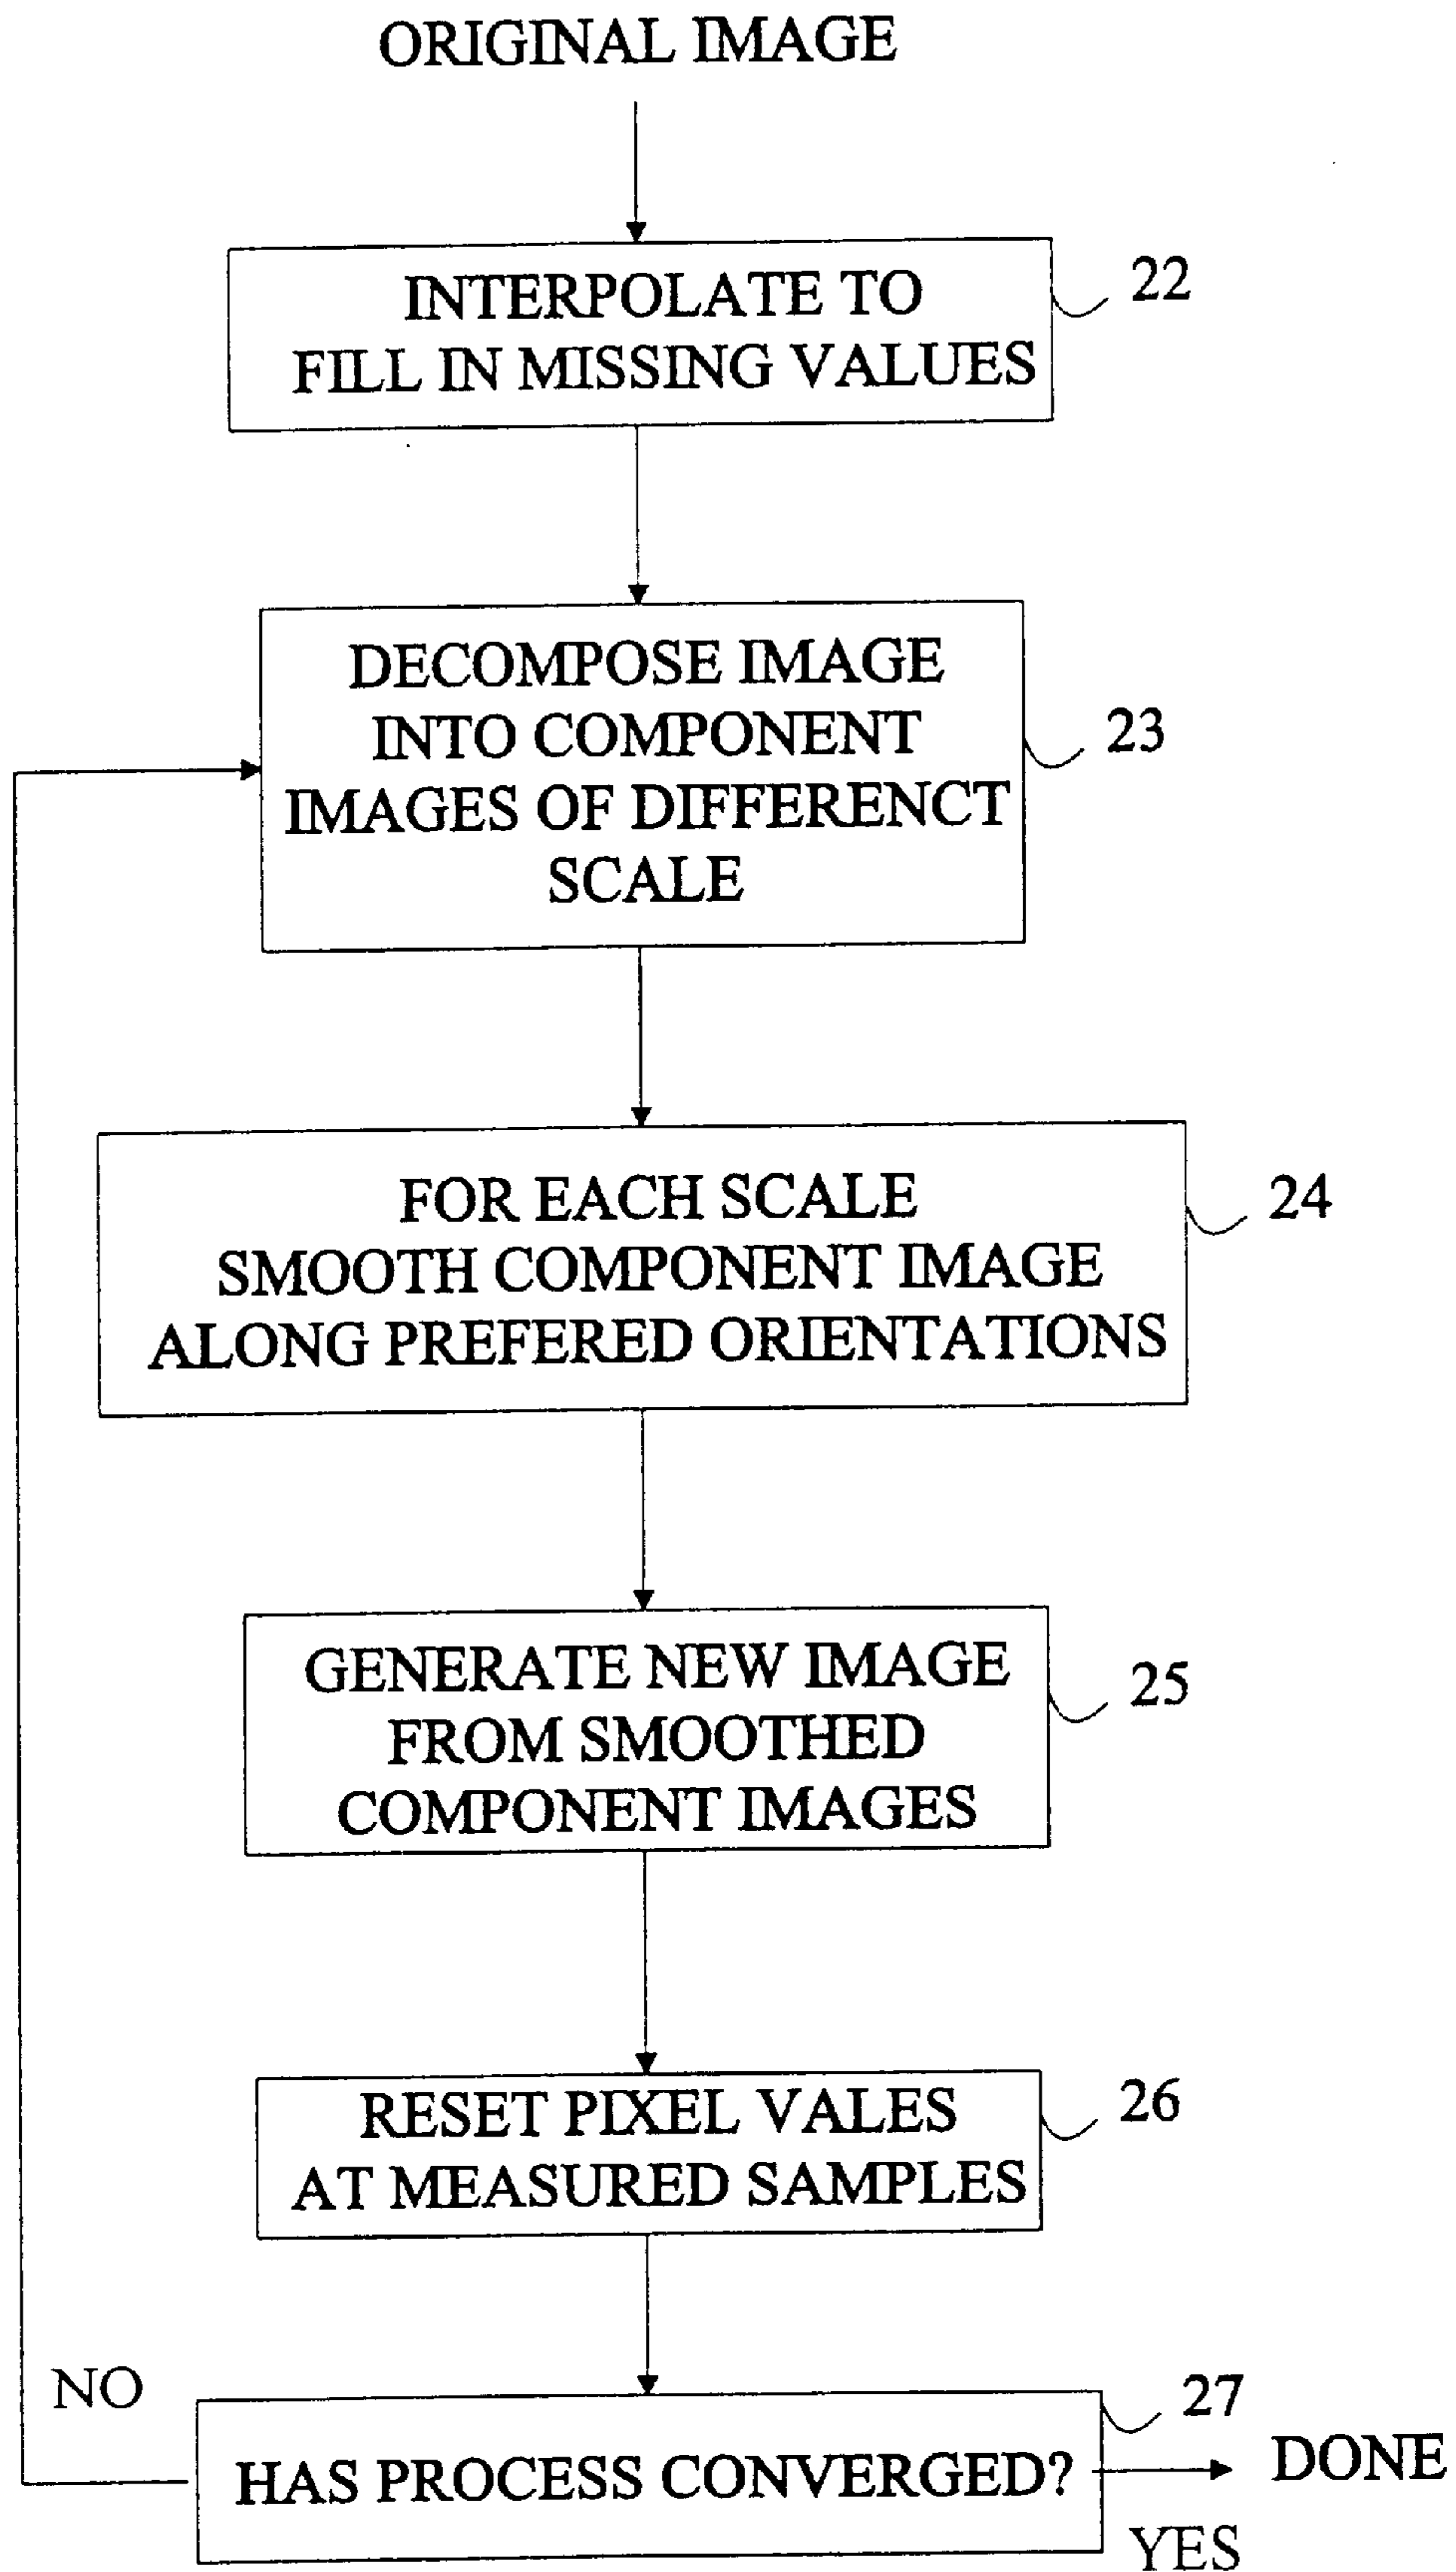 ORIGINAL IMAGE
INTERPOLATE TO
FILL IN MISSING VALUES
22
DECOMPOSE IMAGE
INTO COMPONENT
IMAGES OF DIFFERENCT
SCALE
23
FOR EACH SCALE
SMOOTH COMPONENT IMAGE
ALONG PREFERED ORIENTATIONS
24
GENERATE NEW IMAGE
FROM SMOOTHED
COMPONENT IMAGES
25
RESET PIXEL VALES
AT MEASURED SAMPLES
26
NO
HAS PROCESS CONVERGED?
27
DONE
YES